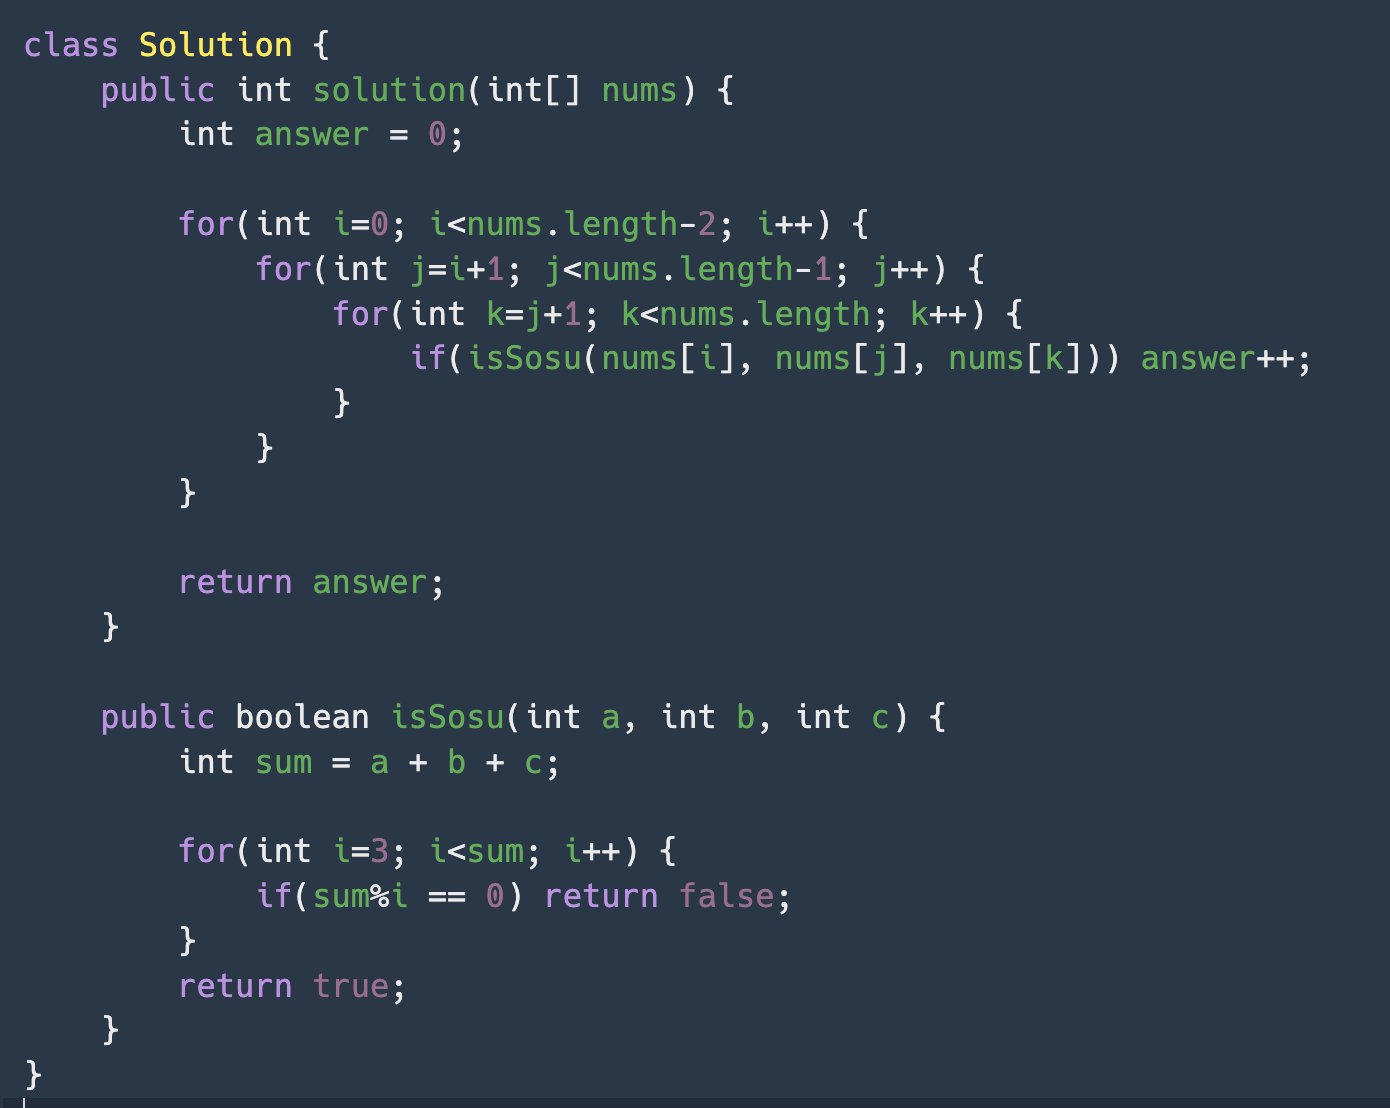 class Solution {
    public int solution(int[] nums) {
        int answer = 0;

        for(int i=0; i<nums.length-2; i++) {
            for(int j=i+1; j<nums.length-1; j++) {
                for(int k=j+1; k<nums.length; k++) {
                    if(isSosu(nums[i], nums[j], nums[k])) answer++;
                }
            }
        }

        return answer;
    }

    public boolean isSosu(int a, int b, int c) {
        int sum = a + b + c;

        for(int i=3; i<sum; i++) {
            if(sum%i == 0) return false;
        }
        return true;
    }
}